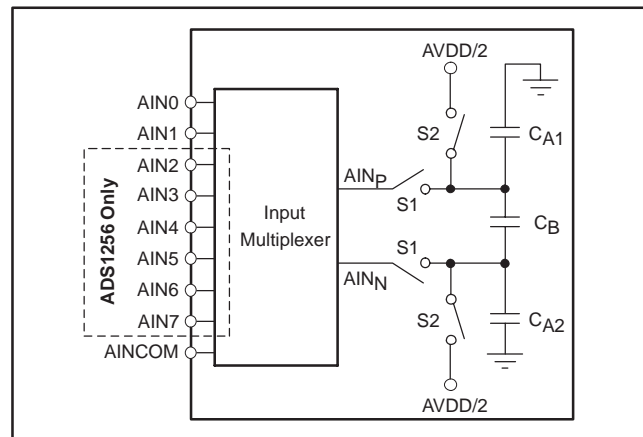 AVDD/2
AIN0
AIN1
AIN2
AIN3
AIN4
AIN5
AIN6
AIN7
AINCOM
ADS1256 Only
Input
Multiplexer
AINP
AINN
S2
S1
S1
S2
CA1
CB
CA2
AVDD/2